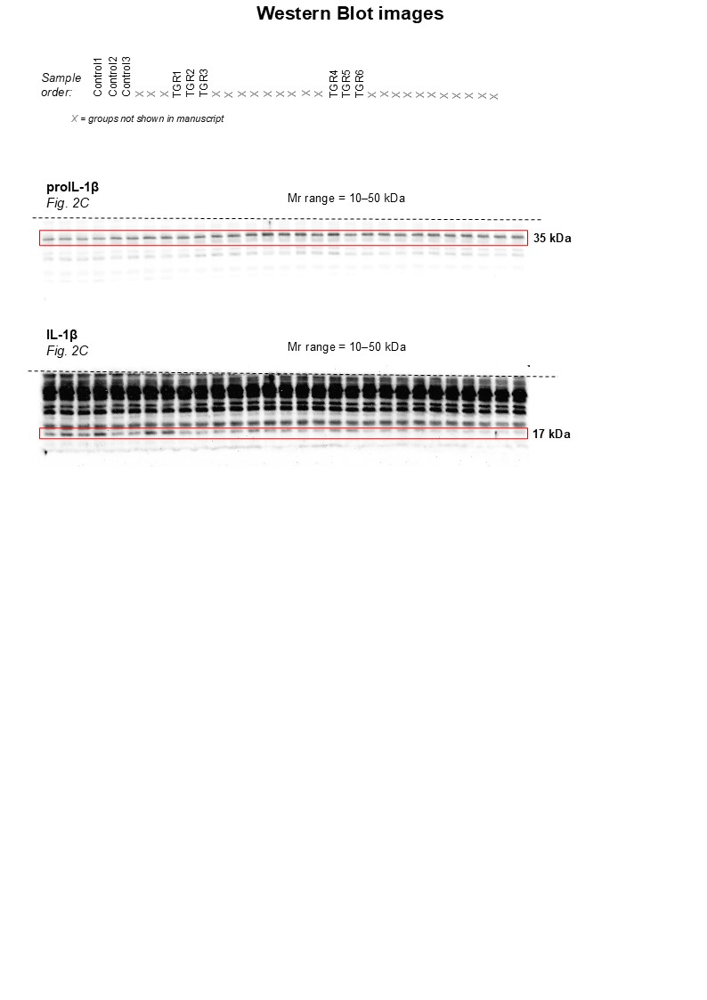 Western Blot images
Sample order: Control1 Control2 Control3 X X X TGR1 TGR2 TGR3 X X X X X X X X X TGR4 TGR5 TGR6 X X X X X X X X X X X
X = groups not shown in manuscript
proIL-1β
Fig. 2C
Mr range = 10–50 kDa
35 kDa
IL-1β
Fig. 2C
Mr range = 10–50 kDa
17 kDa